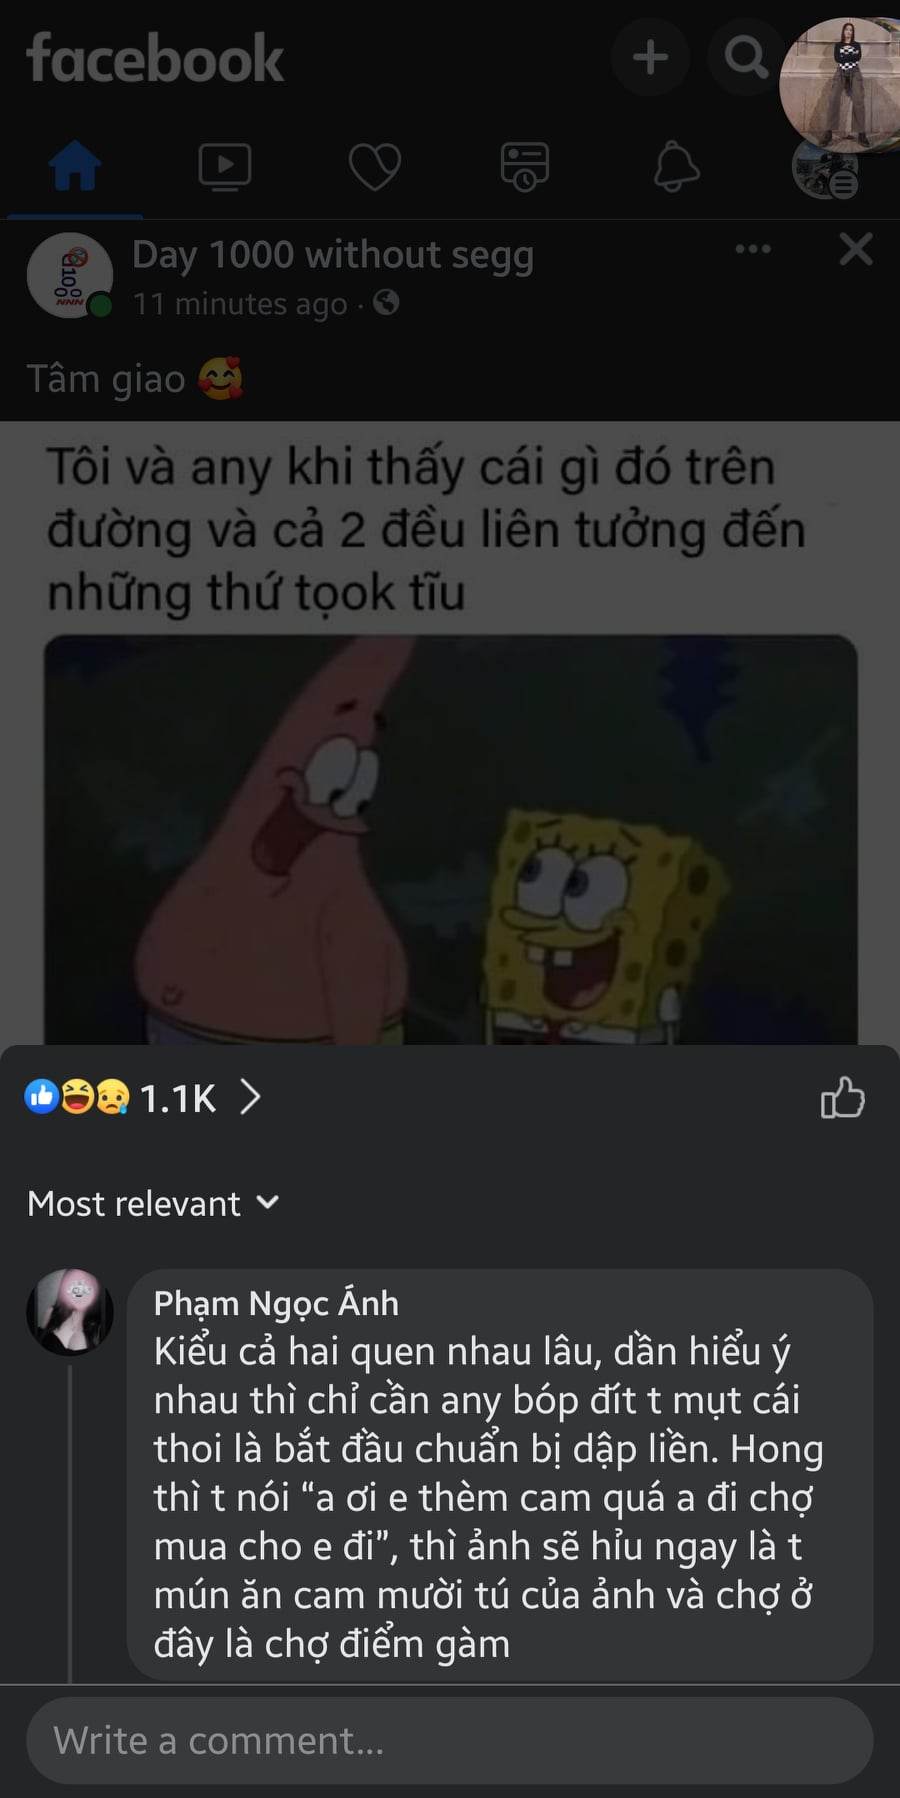 facebook
Day 1000 without segg
11 minutes ago ·
Tâm giao 🥰
Tôi và any khi thấy cái gì đó trên
đường và cả 2 đều liên tưởng đến
những thứ tọok tĩu
1.1K
Most relevant
Phạm Ngọc Ánh
Kiểu cả hai quen nhau lâu, dần hiểu ý
nhau thì chỉ cần any bóp đít t mụt cái
thoi là bắt đầu chuẩn bị dập liền. Hong
thì t nói “a ơi e thèm cam quá a đi chợ
mua cho e đi”, thì ảnh sẽ hỉu ngay là t
mún ăn cam mười tú của ảnh và chợ ở
đây là chợ điểm gàm
Write a comment...